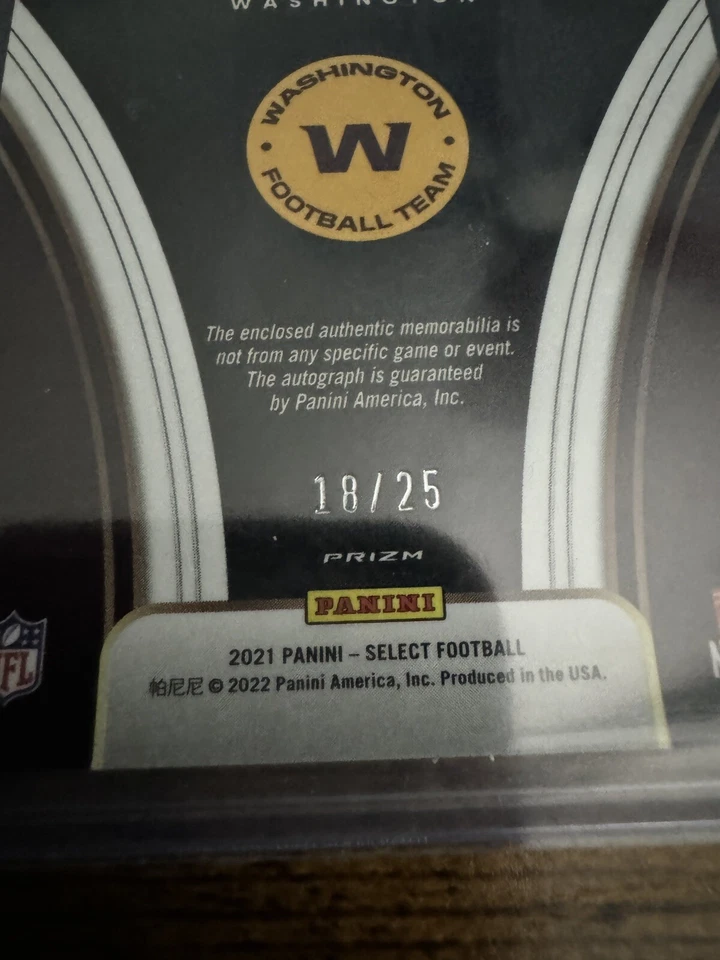 WASHINGTON
WASHINGTON
W
FOOTBALL TEAM
The enclosed authentic memorabilia is
not from any specific game or event.
The autograph is guaranteed
by Panini America, Inc.
18/25
PRIZM
PANINI
NFL
2021 PANINI – SELECT FOOTBALL
帕尼尼 © 2022 Panini America, Inc. Produced in the USA.